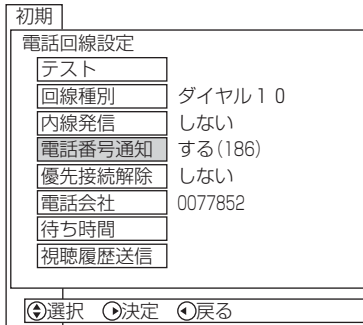 初期
電話回線設定
テスト
回線種別 ダイヤル10
内線発信 しない
電話番号通知 する(186)
優先接続解除 しない
電話会社 0077852
待ち時間
視聴履歴送信
選択 決定 戻る